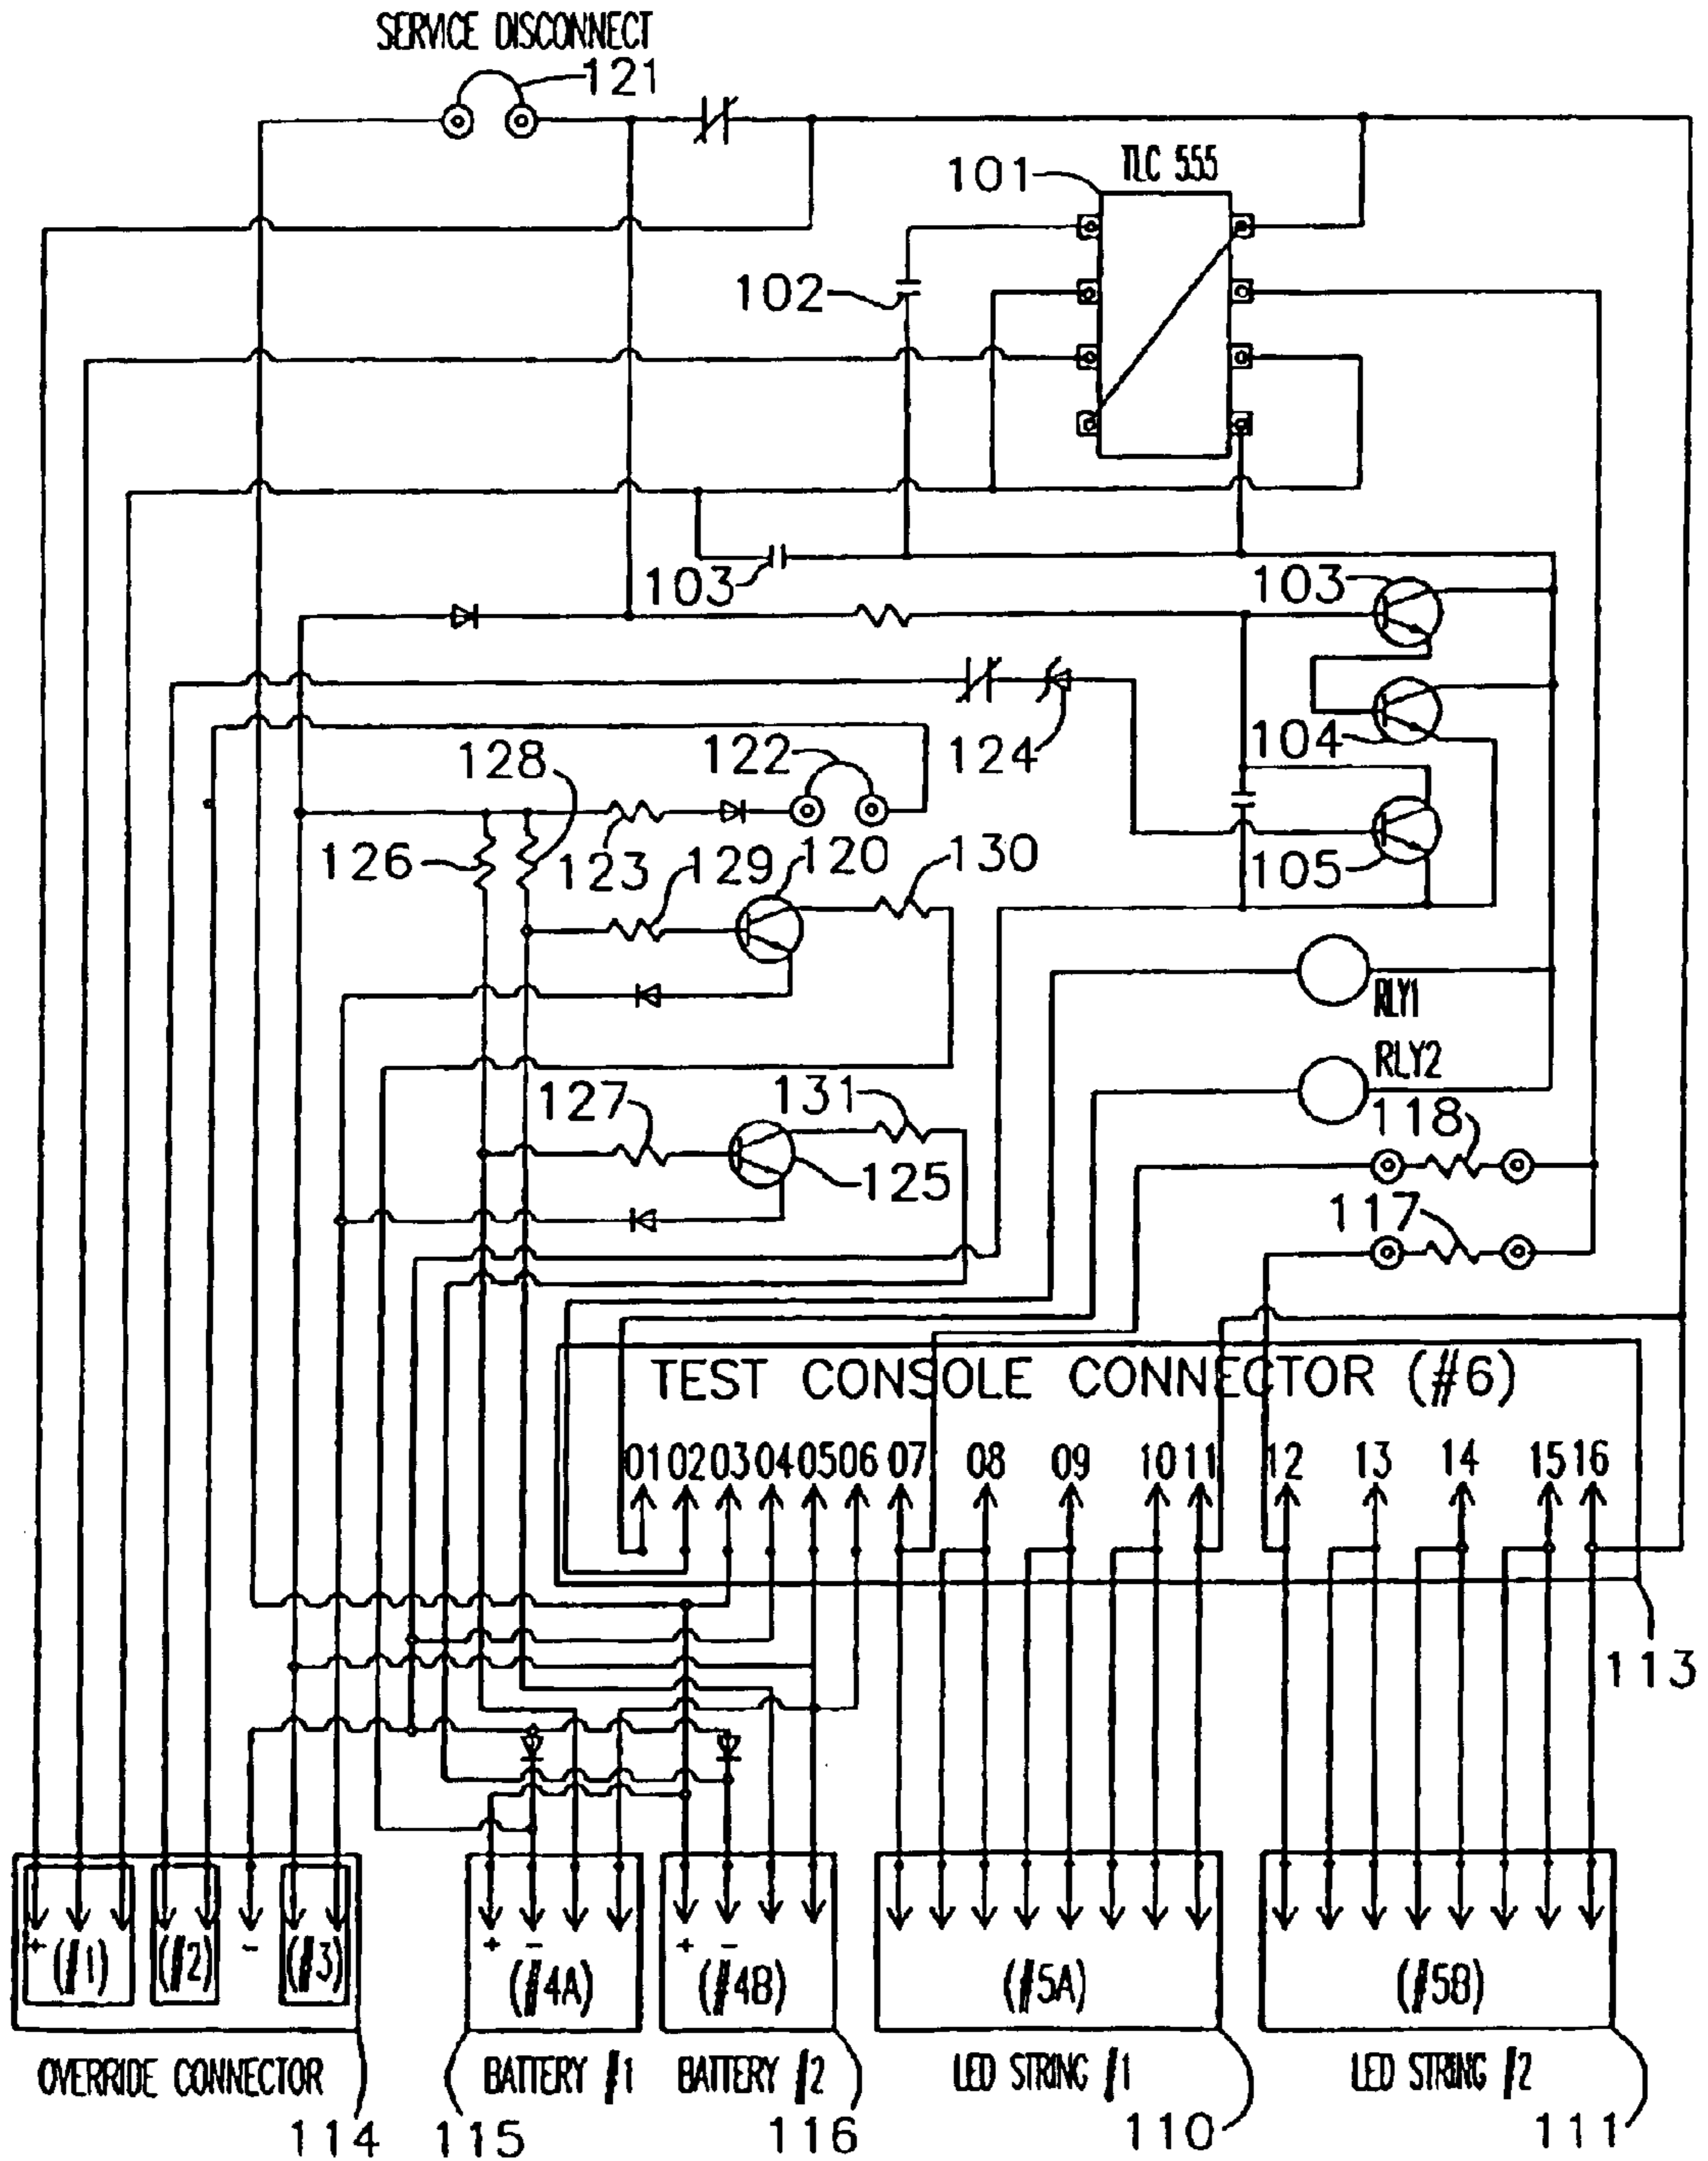 SERVICE DISCONNECT
121
101
TLC 555
102
103
103
104
124
128
122
126
123
129
120
130
105
RLY1
RLY2
127
131
118
125
117
TEST CONSOLE CONNECTOR (#6)
01 02 03 04 05 06 07 08 09 10 11 12 13 14 15 16
113
+ - + - + -
(#1) (#2) (#3) (#4A) (#4B) (#5A) (#5B)
OVERRIDE CONNECTOR BATTERY #1 BATTERY #2 LED STRING #1 LED STRING #2
114 115 116 110 111